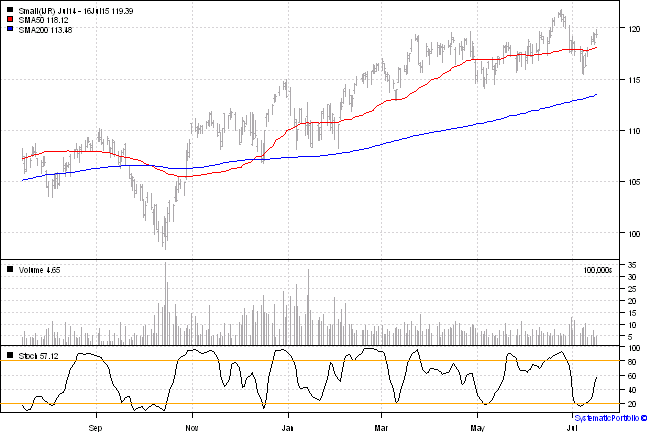 Small(IJR) Jul14 - 16Jul15 119.39
SMA50 118.12
SMA200 113.48
120
115
110
105
100
Volume 4.65
100,000s
35
30
25
20
15
10
5
Stoch 57.12
80
60
40
20
Sep
Nov
Jan
Mar
May
Jul
SystematicPortfolio ©